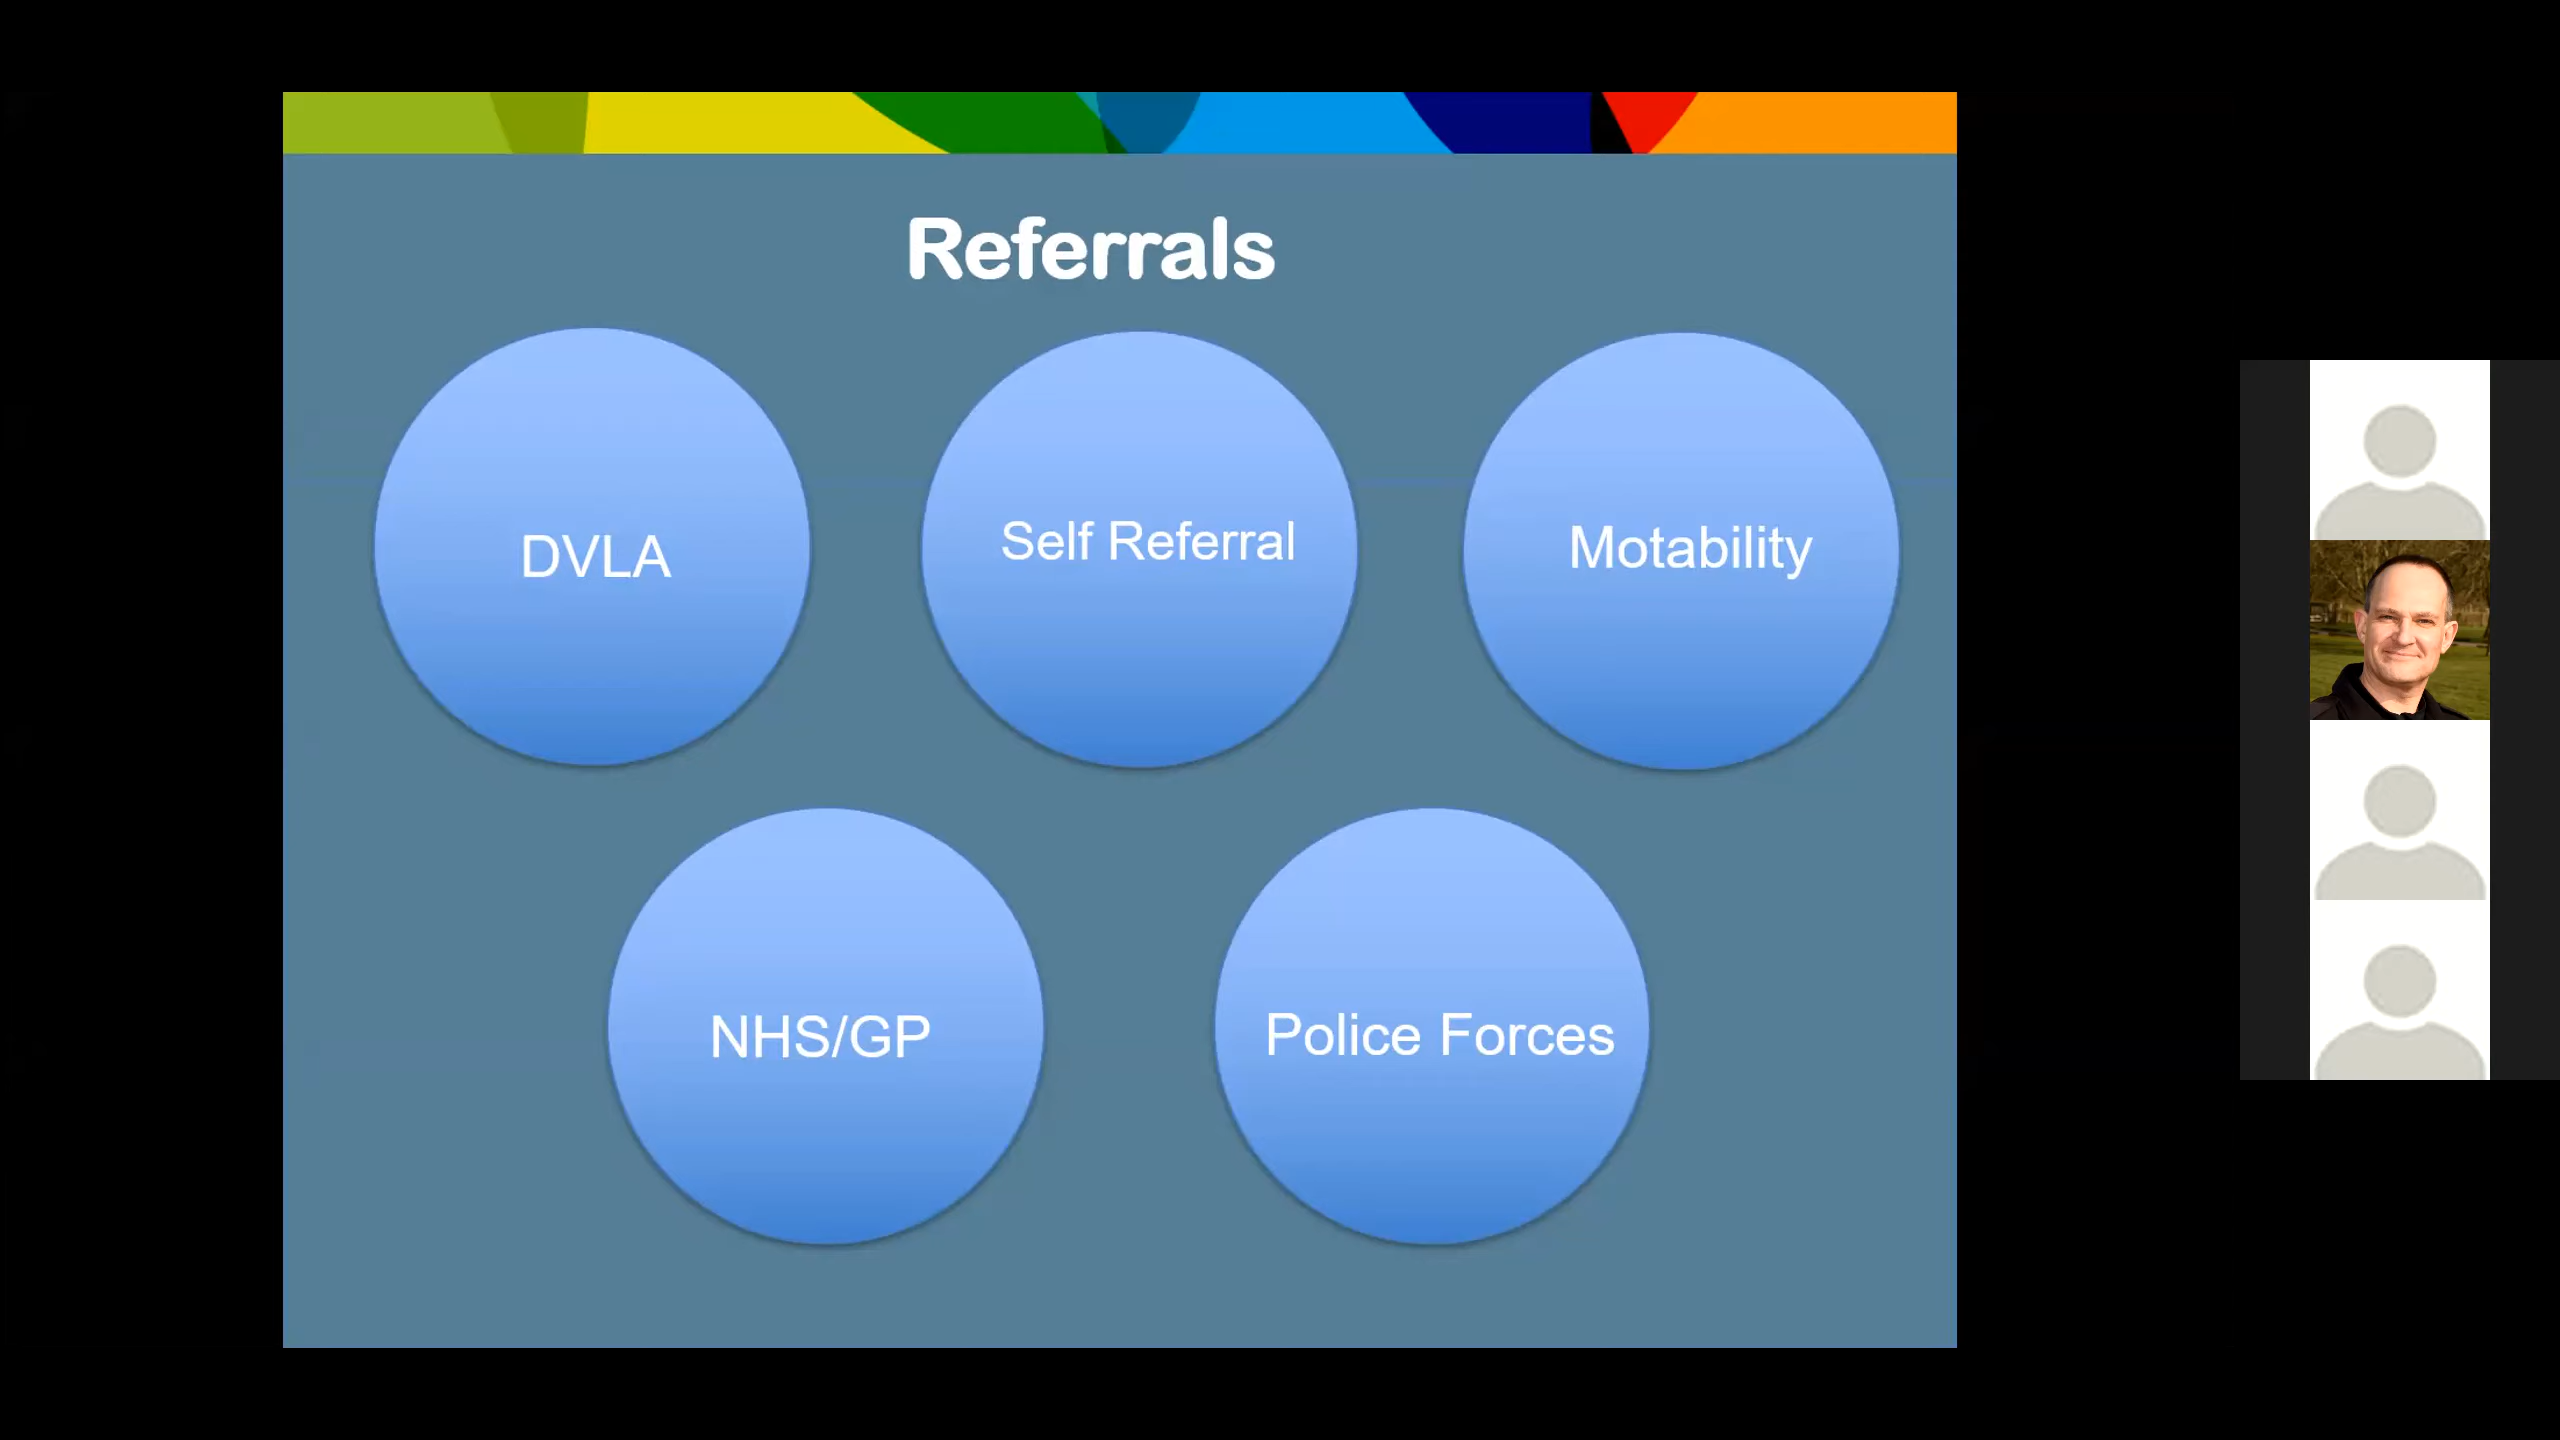 Referrals
DVLA
Self Referral
Motability
NHS/GP
Police Forces